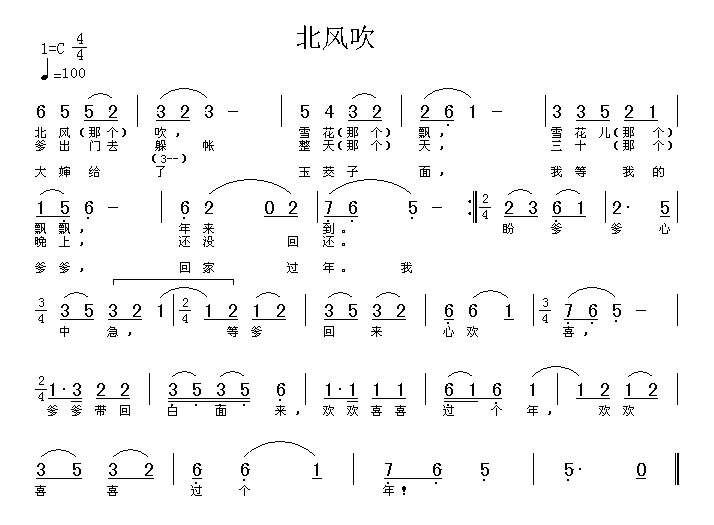 北风吹
1=C 4/4
♩=100
6 5 5 2 | 3 2 3 - | 5 4 3 2 | 2 6 1 - | 3 3 5 2 1
北 风 (那 个) 吹, 雪 花 (那 个) 飘, 雪 花 儿 (那 个)
爹 出 门 去 躲 帐 整 天 (那 个) 天, 三 十 (那 个)
(3--)
大 婶 给 了 玉 茭 子 面, 我 等 我 的
1 5 6 - | 6 2 0 2 | 7 6 5 - :‖ 2/4 2 3 6 1 | 2· 5
飘 飘, 年 来 到。 盼 爹 爹 心
晚 上, 还 没 回 还。
爹 爹, 回 家 过 年。 我
3/4 3 5 3 2 1 | 2/4 1 2 1 2 | 3 5 3 2 | 6 6 1 | 3/4 7 6 5 -
中 急, 等 爹 回 来 心 欢 喜,
2/4 1·3 2 2 | 3 5 3 5 6 | 1·1 1 1 | 6 1 6 1 | 1 2 1 2
爹 爹 带 回 白 面 来, 欢 欢 喜 喜 过 个 年, 欢 欢
3 5 3 2 | 6 6 1 | 7 6 5 | 5· 0 ‖
喜 喜 过 个 年!